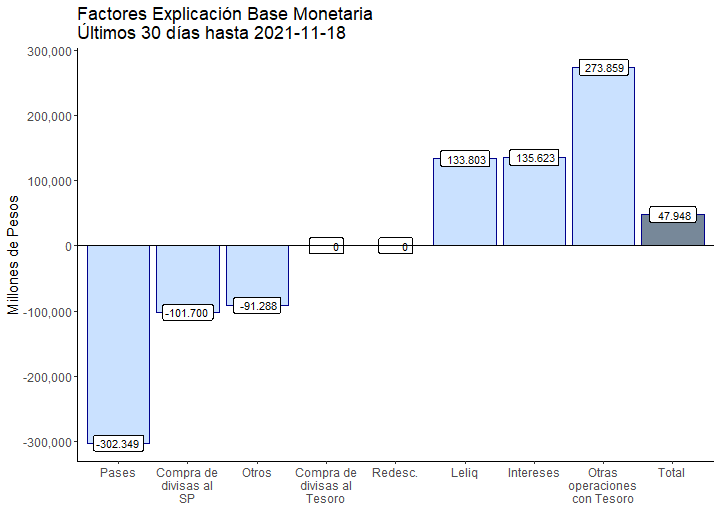 Factores Explicación Base Monetaria
Últimos 30 días hasta 2021-11-18
Millones de Pesos
300,000
200,000
100,000
0
-100,000
-200,000
-300,000
-302.349
-101.700
-91.288
0
0
133.803
135.623
273.859
47.948
Pases
Compra de
divisas al
SP
Otros
Compra de
divisas al
Tesoro
Redesc.
Leliq
Intereses
Otras
operaciones
con Tesoro
Total